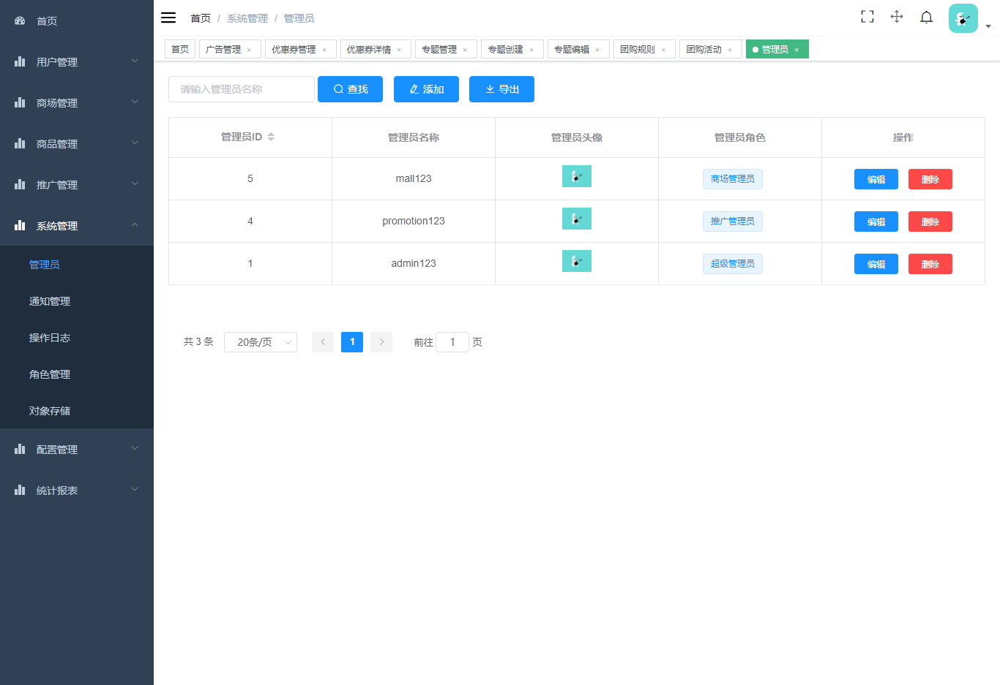 首页
用户管理
商场管理
商品管理
推广管理
系统管理
管理员
通知管理
操作日志
角色管理
对象存储
配置管理
统计报表
首页 / 系统管理 / 管理员
首页 广告管理 × 优惠券管理 × 优惠券详情 × 专题管理 × 专题创建 × 专题编辑 × 团购规则 × 团购活动 × 管理员 ×
请输入管理员名称 查找 添加 导出
管理员ID 管理员名称 管理员头像 管理员角色 操作
5 mall123 商场管理员 编辑 删除
4 promotion123 推广管理员 编辑 删除
1 admin123 超级管理员 编辑 删除
共 3 条 20条/页 1 前往 1 页